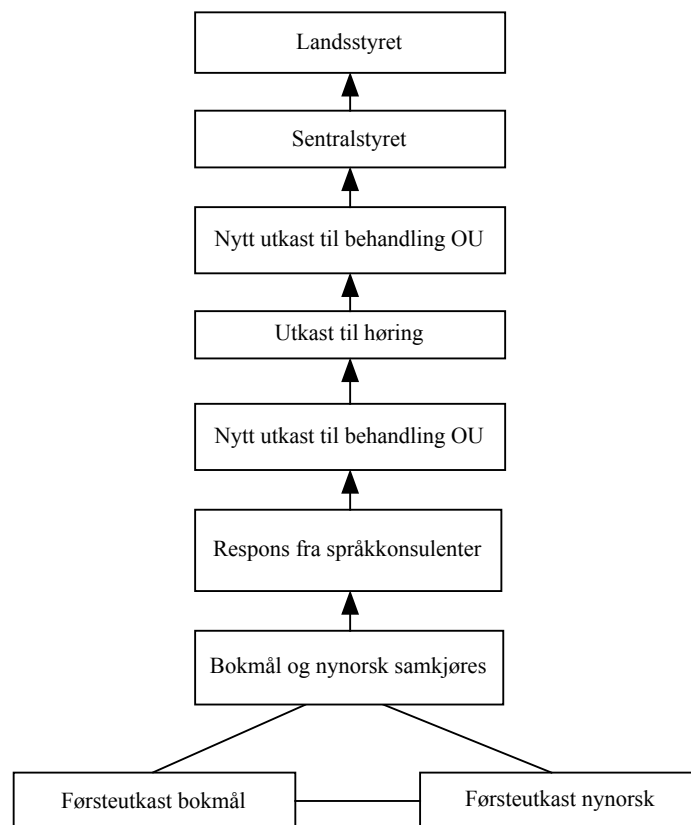 Landsstyret
Sentralstyret
Nytt utkast til behandling OU
Utkast til høring
Nytt utkast til behandling OU
Respons fra språkkonsulenter
Bokmål og nynorsk samkjøres
Førsteutkast bokmål
Førsteutkast nynorsk